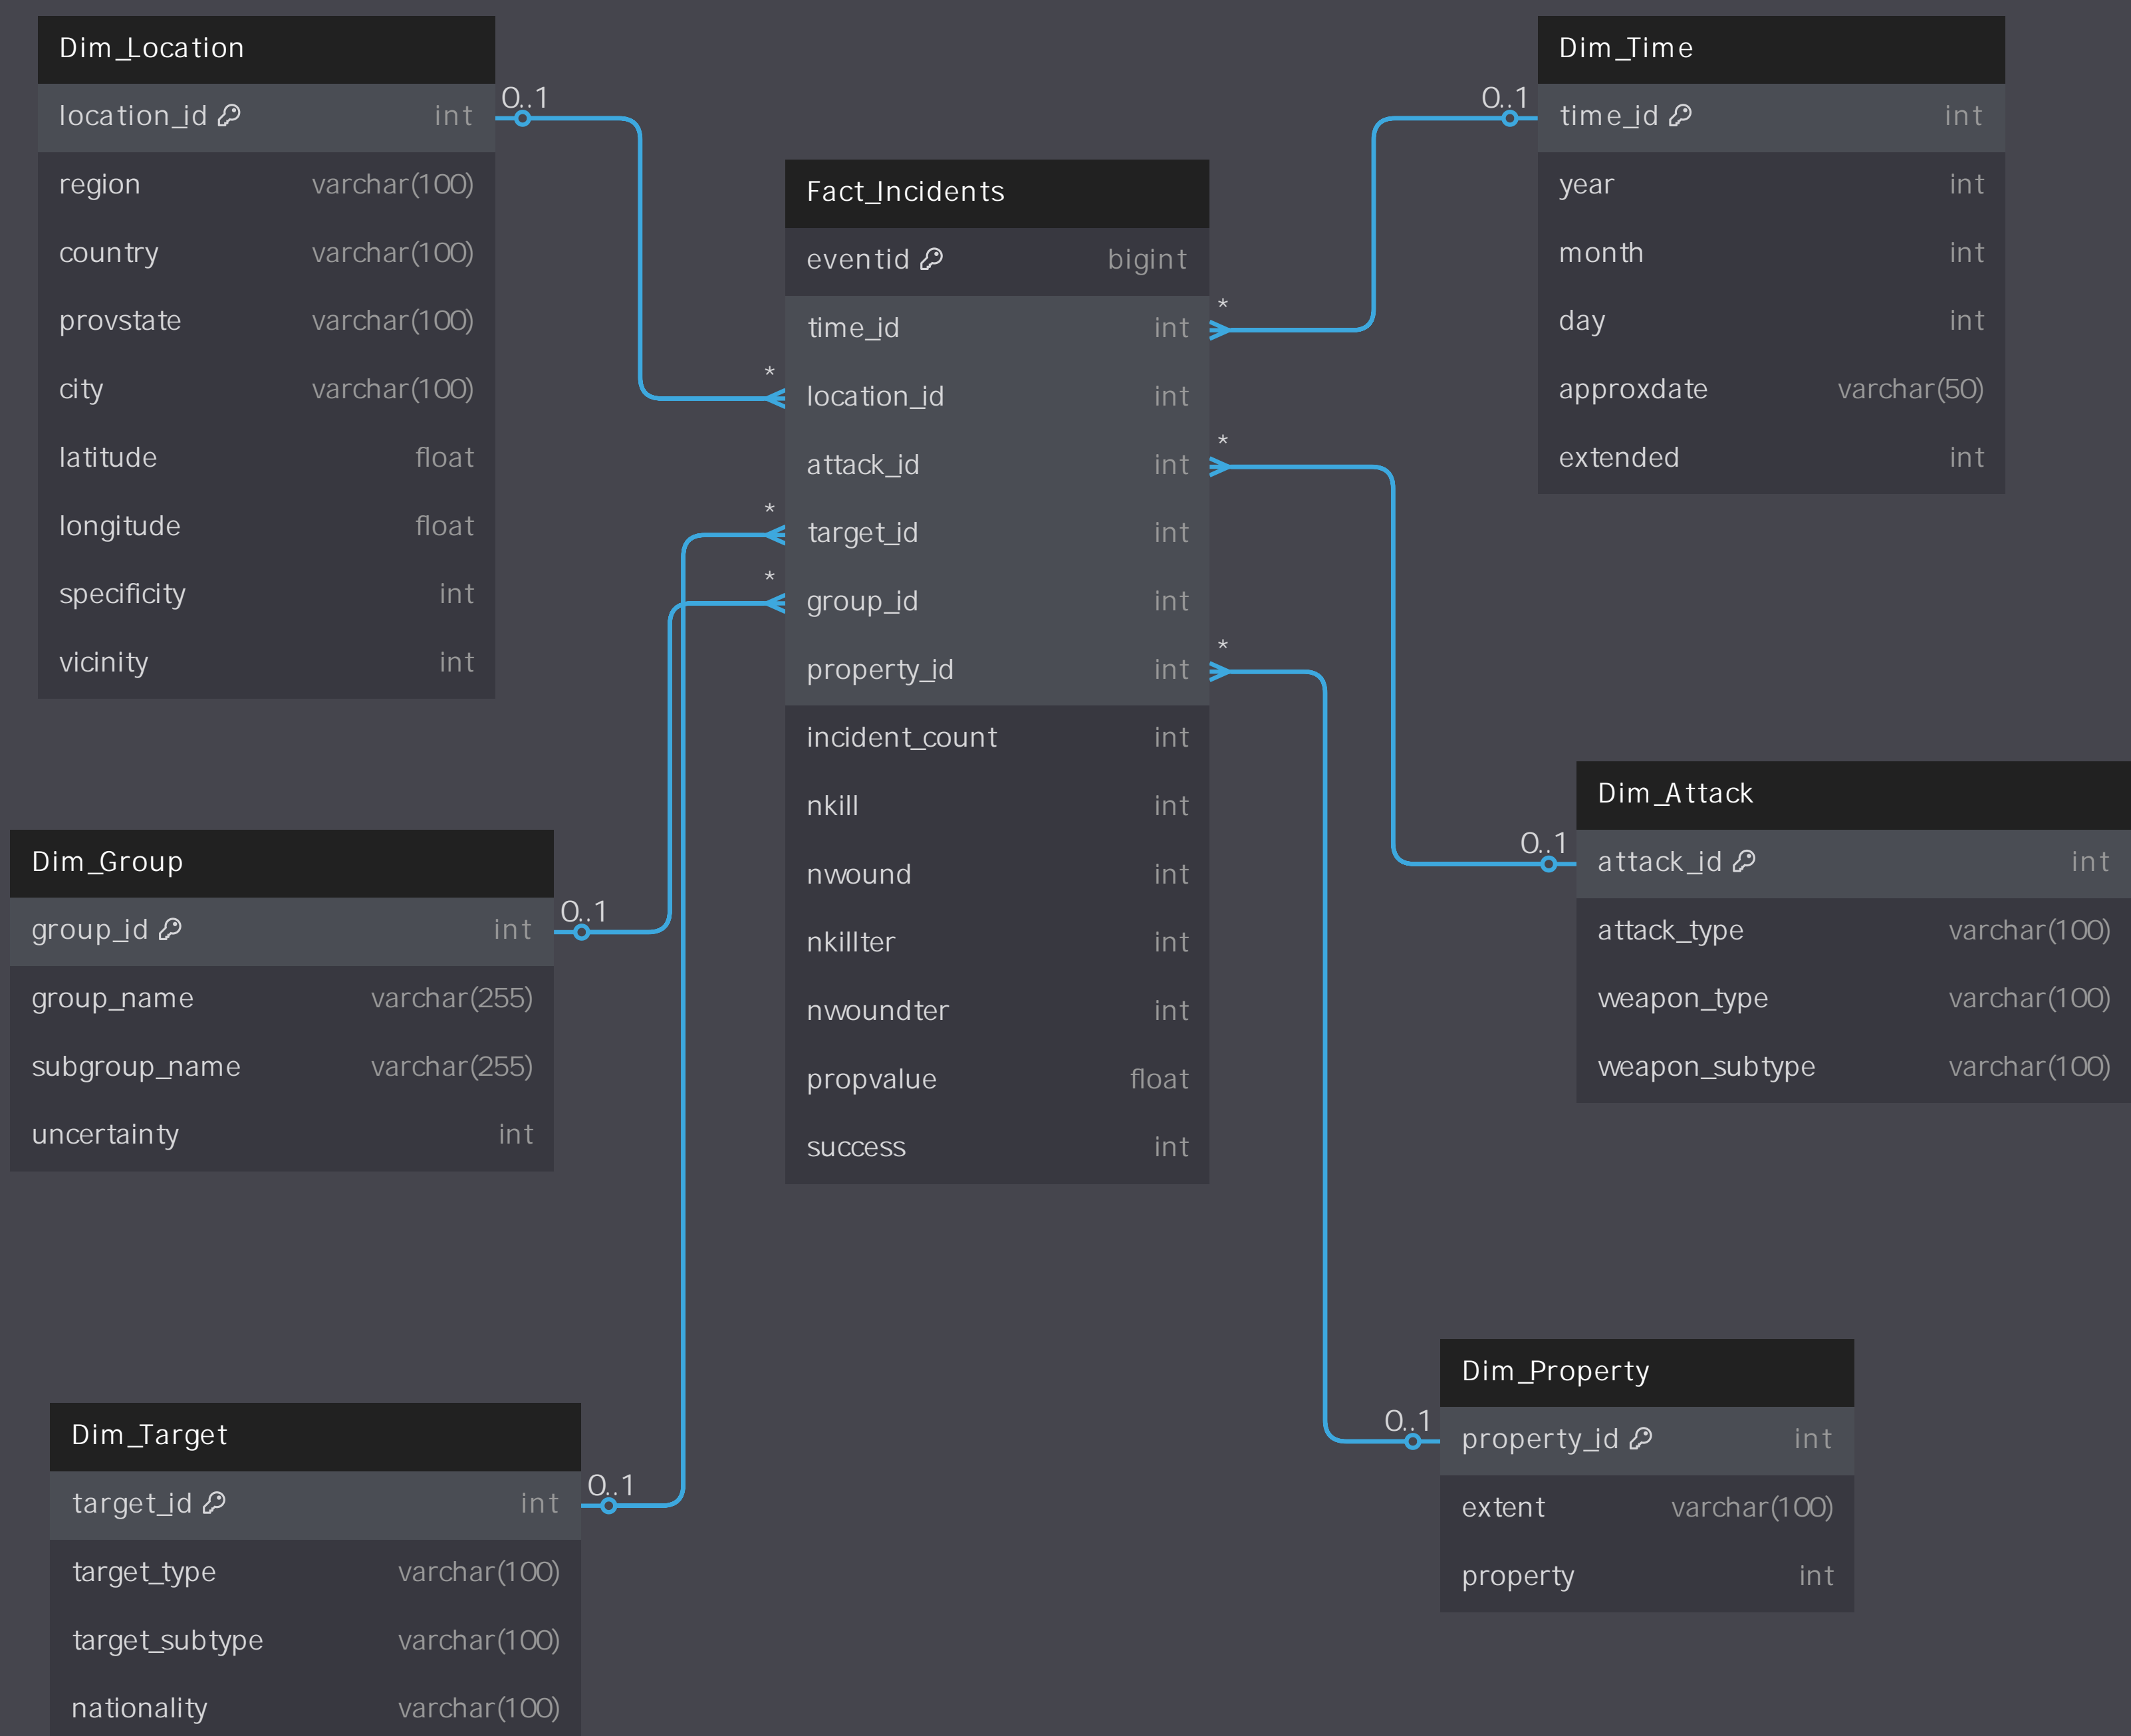 Dim_Location
location_id int
region varchar(100)
country varchar(100)
provstate varchar(100)
city varchar(100)
latitude float
longitude float
specificity int
vicinity int
0..1
*
Dim_Time
time_id int
year int
month int
day int
approxdate varchar(50)
extended int
0..1
*
Fact_Incidents
eventid bigint
time_id int
location_id int
attack_id int
target_id int
group_id int
property_id int
incident_count int
nkill int
nwound int
nkillter int
nwoundter int
propvalue float
success int
*
*
*
*
Dim_Attack
attack_id int
attack_type varchar(100)
weapon_type varchar(100)
weapon_subtype varchar(100)
0..1
Dim_Group
group_id int
group_name varchar(255)
subgroup_name varchar(255)
uncertainty int
0..1
Dim_Property
property_id int
extent varchar(100)
property int
0..1
Dim_Target
target_id int
target_type varchar(100)
target_subtype varchar(100)
nationality varchar(100)
0..1